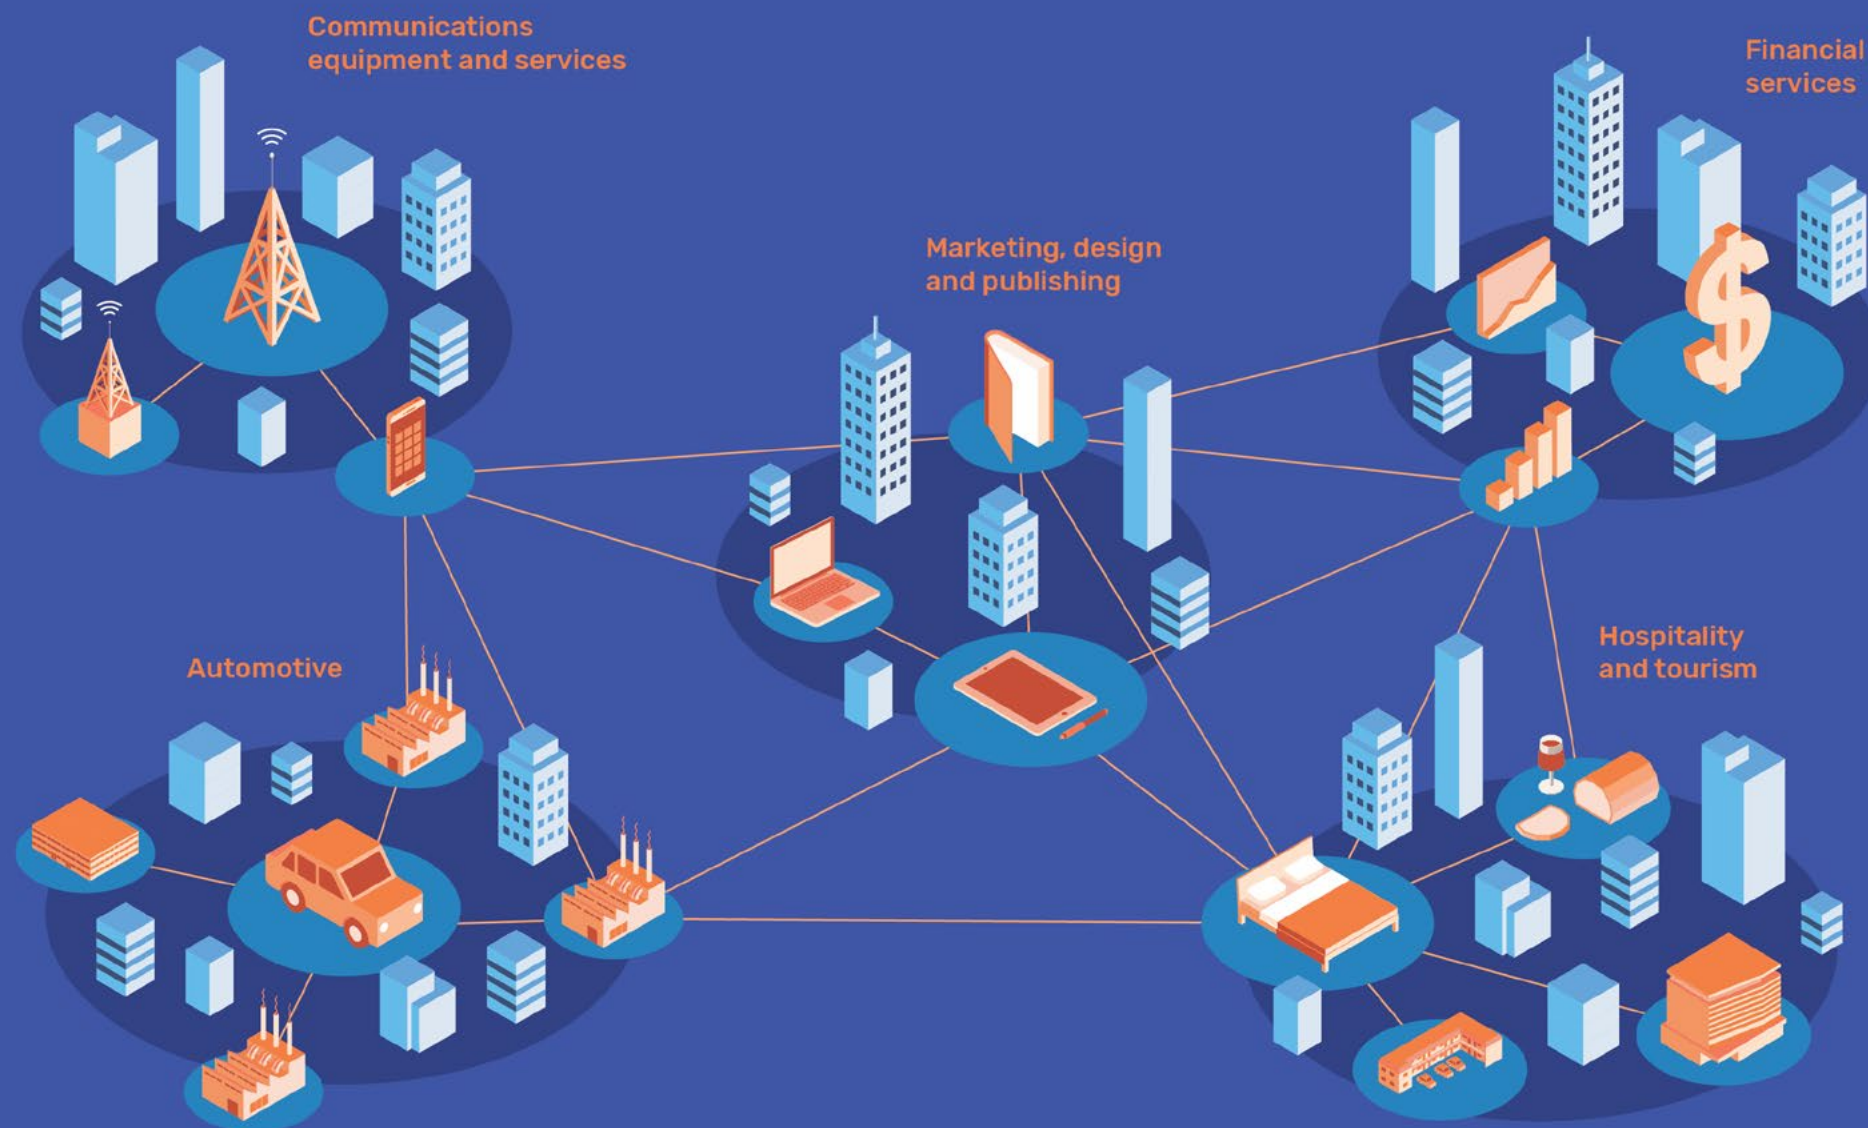 Communications
equipment and services
Financial
services
Marketing, design
and publishing
Automotive
Hospitality
and tourism